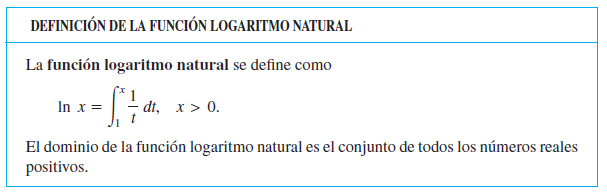 DEFINICIÓN DE LA FUNCIÓN LOGARITMO NATURAL
La función logaritmo natural se define como
ln x = ∫₁ˣ 1/t dt, x > 0.
El dominio de la función logaritmo natural es el conjunto de todos los números reales
positivos.